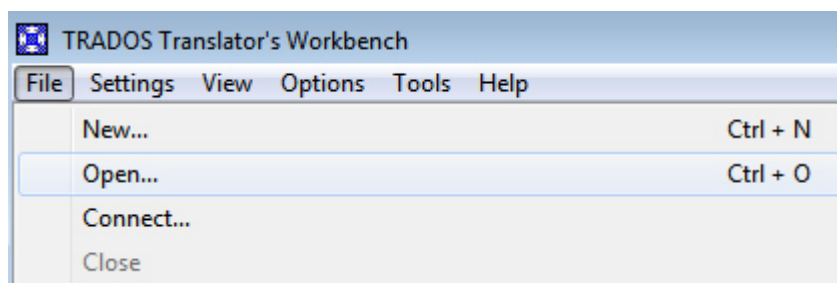 TRADOS Translator's Workbench
File Settings View Options Tools Help
New... Ctrl + N
Open... Ctrl + O
Connect...
Close